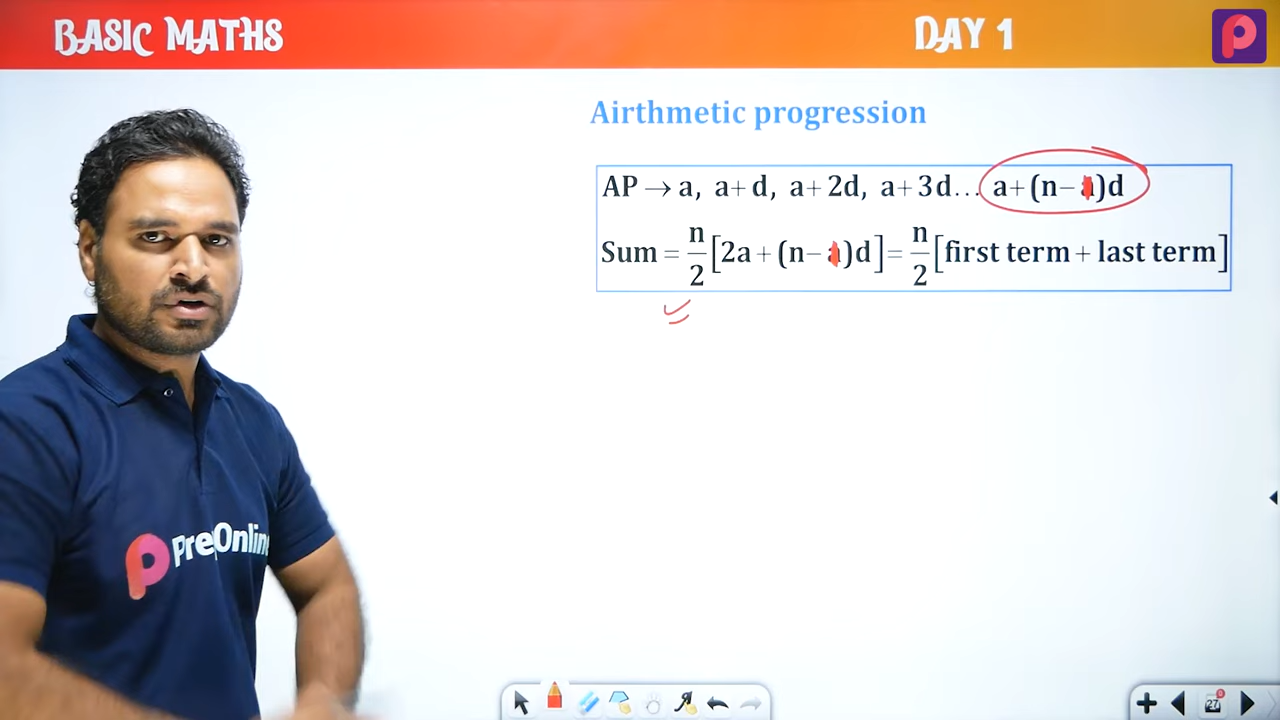 BASIC MATHS
DAY 1
Airthmetic progression
AP → a, a + d, a + 2d, a + 3d... a + (n − 1)d
Sum = n/2 [2a + (n − 1)d] = n/2 [first term + last term]
PrepOnline
27